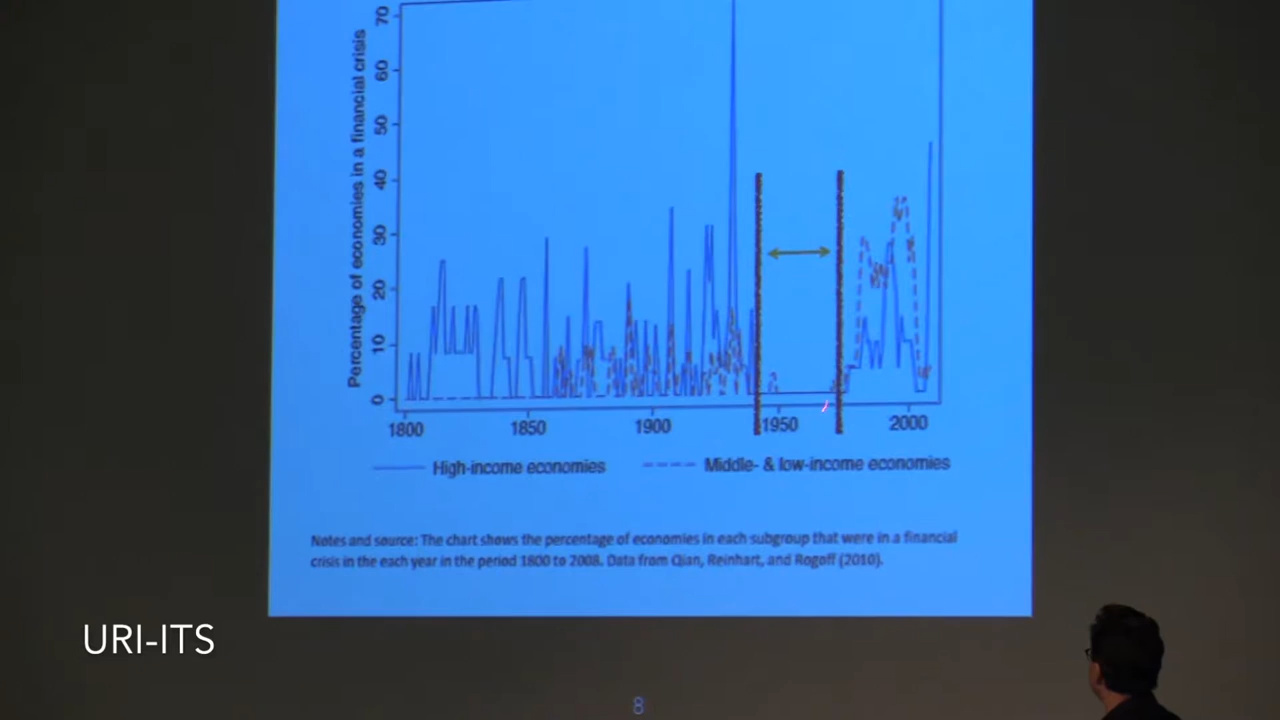 Percentage of economies in a financial crisis
70
60
50
40
30
20
10
0
1800 1850 1900 1950 2000
High-income economies Middle- & low-income economies
Notes and source: The chart shows the percentage of economies in each subgroup that were in a financial
crisis in the each year in the period 1800 to 2008. Data from Qian, Reinhart, and Rogoff (2010).
URI-ITS
8